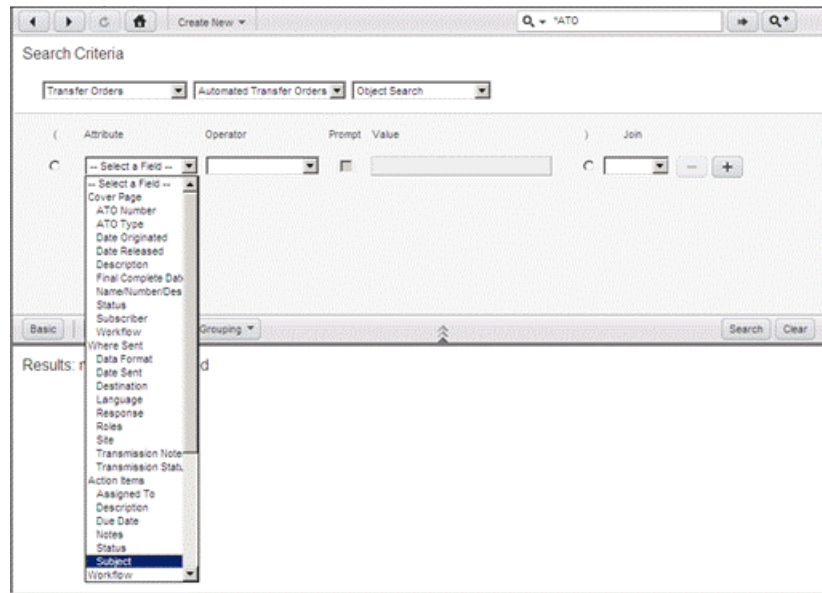 Create New
*ATO
Search Criteria
Transfer Orders Automated Transfer Orders Object Search
( Attribute Operator Prompt Value ) Join
-- Select a Field -- − +
-- Select a Field --
Cover Page
ATO Number
ATO Type
Date Originated
Date Released
Description
Final Complete Dat
Name/Number/Des
Status
Subscriber
Workflow
Basic Grouping Search Clear
Where Sent
Results: d
Data Format
Date Sent
Destination
Language
Response
Roles
Site
Transmission Note
Transmission Statu
Action Items
Assigned To
Description
Due Date
Notes
Status
Subject
Workflow